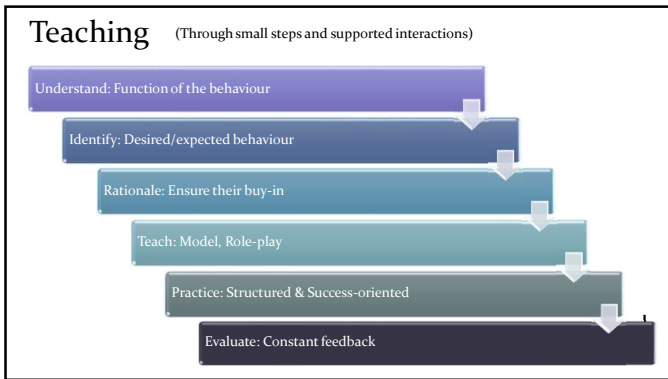 Teaching (Through small steps and supported interactions)
Understand: Function of the behaviour
Identify: Desired/expected behaviour
Rationale: Ensure their buy-in
Teach: Model, Role-play
Practice: Structured & Success-oriented
Evaluate: Constant feedback